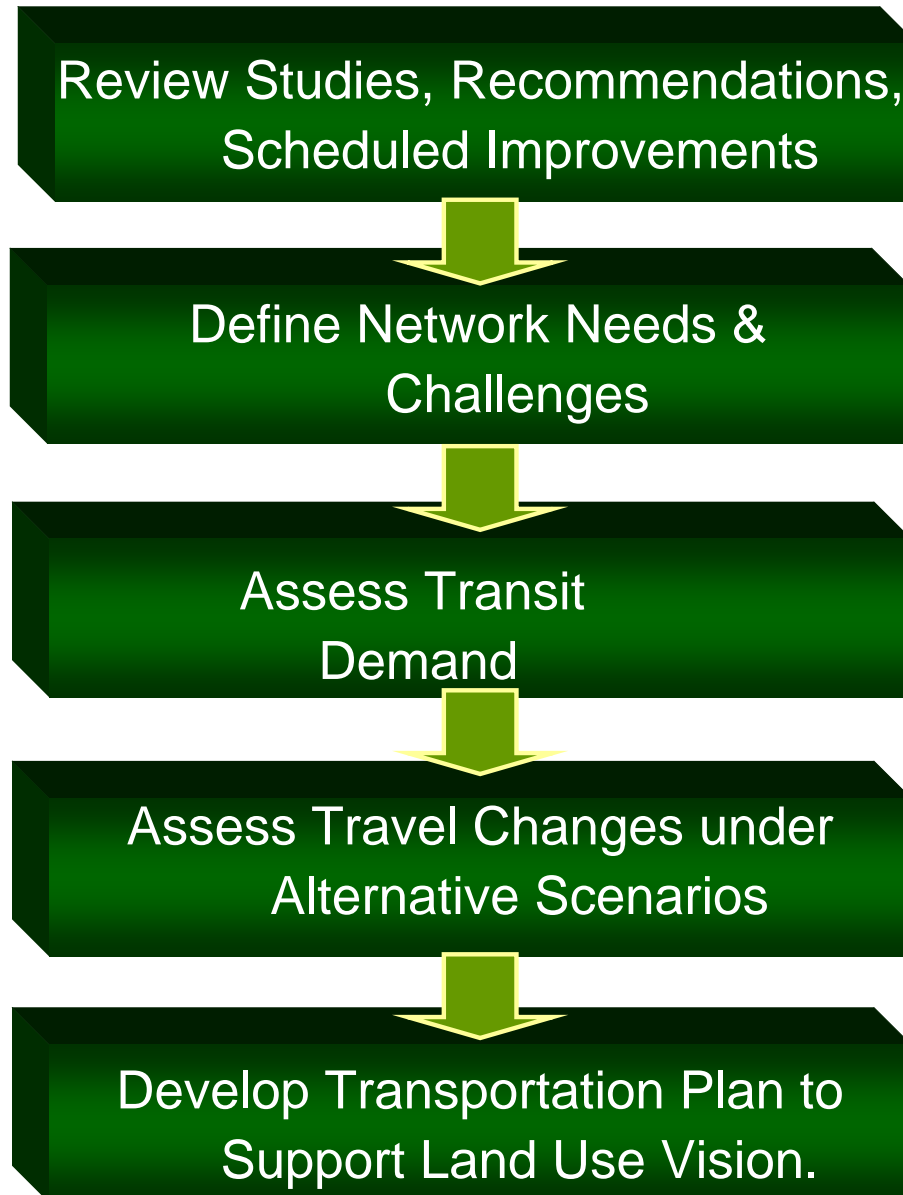 Review Studies, Recommendations,
Scheduled Improvements
Define Network Needs &
Challenges
Assess Transit
Demand
Assess Travel Changes under
Alternative Scenarios
Develop Transportation Plan to
Support Land Use Vision.